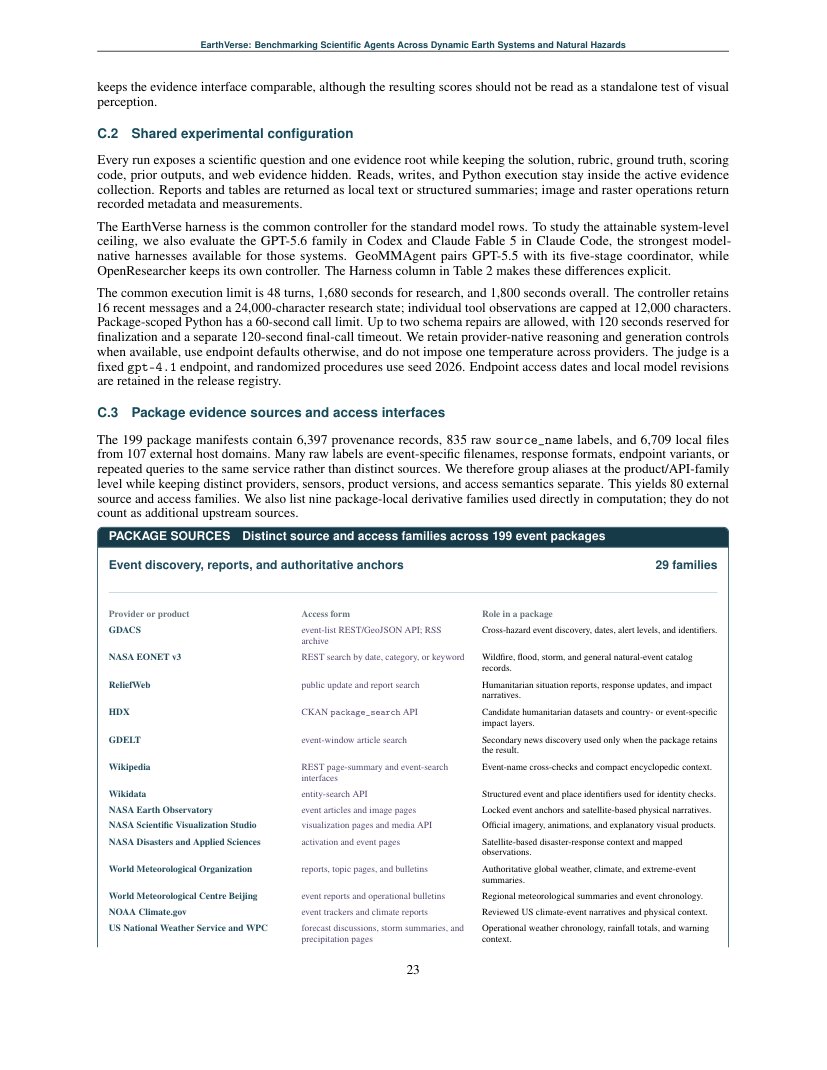 EarthVerse: Benchmarking Scientific Agents Across Dynamic Earth Systems and Natural Hazards
keeps the evidence interface comparable, although the resulting scores should not be read as a standalone test of visual
perception.
C.2 Shared experimental configuration
Every run exposes a scientific question and one evidence root while keeping the solution, rubric, ground truth, scoring
code, prior outputs, and web evidence hidden. Reads, writes, and Python execution stay inside the active evidence
collection. Reports and tables are returned as local text or structured summaries; image and raster operations return
recorded metadata and measurements.
The EarthVerse harness is the common controller for the standard model rows. To study the attainable system-level
ceiling, we also evaluate the GPT-5.6 family in Codex and Claude Fable 5 in Claude Code, the strongest model-
native harnesses available for those systems. GeoMMAgent pairs GPT-5.5 with its five-stage coordinator, while
OpenResearcher keeps its own controller. The Harness column in Table 2 makes these differences explicit.
The common execution limit is 48 turns, 1,680 seconds for research, and 1,800 seconds overall. The controller retains
16 recent messages and a 24,000-character research state; individual tool observations are capped at 12,000 characters.
Package-scoped Python has a 60-second call limit. Up to two schema repairs are allowed, with 120 seconds reserved for
finalization and a separate 120-second final-call timeout. We retain provider-native reasoning and generation controls
when available, use endpoint defaults otherwise, and do not impose one temperature across providers. The judge is a
fixed gpt-4.1 endpoint, and randomized procedures use seed 2026. Endpoint access dates and local model revisions
are retained in the release registry.
C.3 Package evidence sources and access interfaces
The 199 package manifests contain 6,397 provenance records, 835 raw source_name labels, and 6,709 local files
from 107 external host domains. Many raw labels are event-specific filenames, response formats, endpoint variants, or
repeated queries to the same service rather than distinct sources. We therefore group aliases at the product/API-family
level while keeping distinct providers, sensors, product versions, and access semantics separate. This yields 80 external
source and access families. We also list nine package-local derivative families used directly in computation; they do not
count as additional upstream sources.
PACKAGE SOURCES Distinct source and access families across 199 event packages
Event discovery, reports, and authoritative anchors 29 families
Provider or product Access form Role in a package
GDACS event-list REST/GeoJSON API; RSS Cross-hazard event discovery, dates, alert levels, and identifiers.
archive
NASA EONET v3 REST search by date, category, or keyword Wildfire, flood, storm, and general natural-event catalog
records.
ReliefWeb public update and report search Humanitarian situation reports, response updates, and impact
narratives.
HDX CKAN package_search API Candidate humanitarian datasets and country- or event-specific
impact layers.
GDELT event-window article search Secondary news discovery used only when the package retains
the result.
Wikipedia REST page-summary and event-search Event-name cross-checks and compact encyclopedic context.
interfaces
Wikidata entity-search API Structured event and place identifiers used for identity checks.
NASA Earth Observatory event articles and image pages Locked event anchors and satellite-based physical narratives.
NASA Scientific Visualization Studio visualization pages and media API Official imagery, animations, and explanatory visual products.
NASA Disasters and Applied Sciences activation and event pages Satellite-based disaster-response context and mapped
observations.
World Meteorological Organization reports, topic pages, and bulletins Authoritative global weather, climate, and extreme-event
summaries.
World Meteorological Centre Beijing event reports and operational bulletins Regional meteorological summaries and event chronology.
NOAA Climate.gov event trackers and climate reports Reviewed US climate-event narratives and physical context.
US National Weather Service and WPC forecast discussions, storm summaries, and Operational weather chronology, rainfall totals, and warning
precipitation pages context.
23